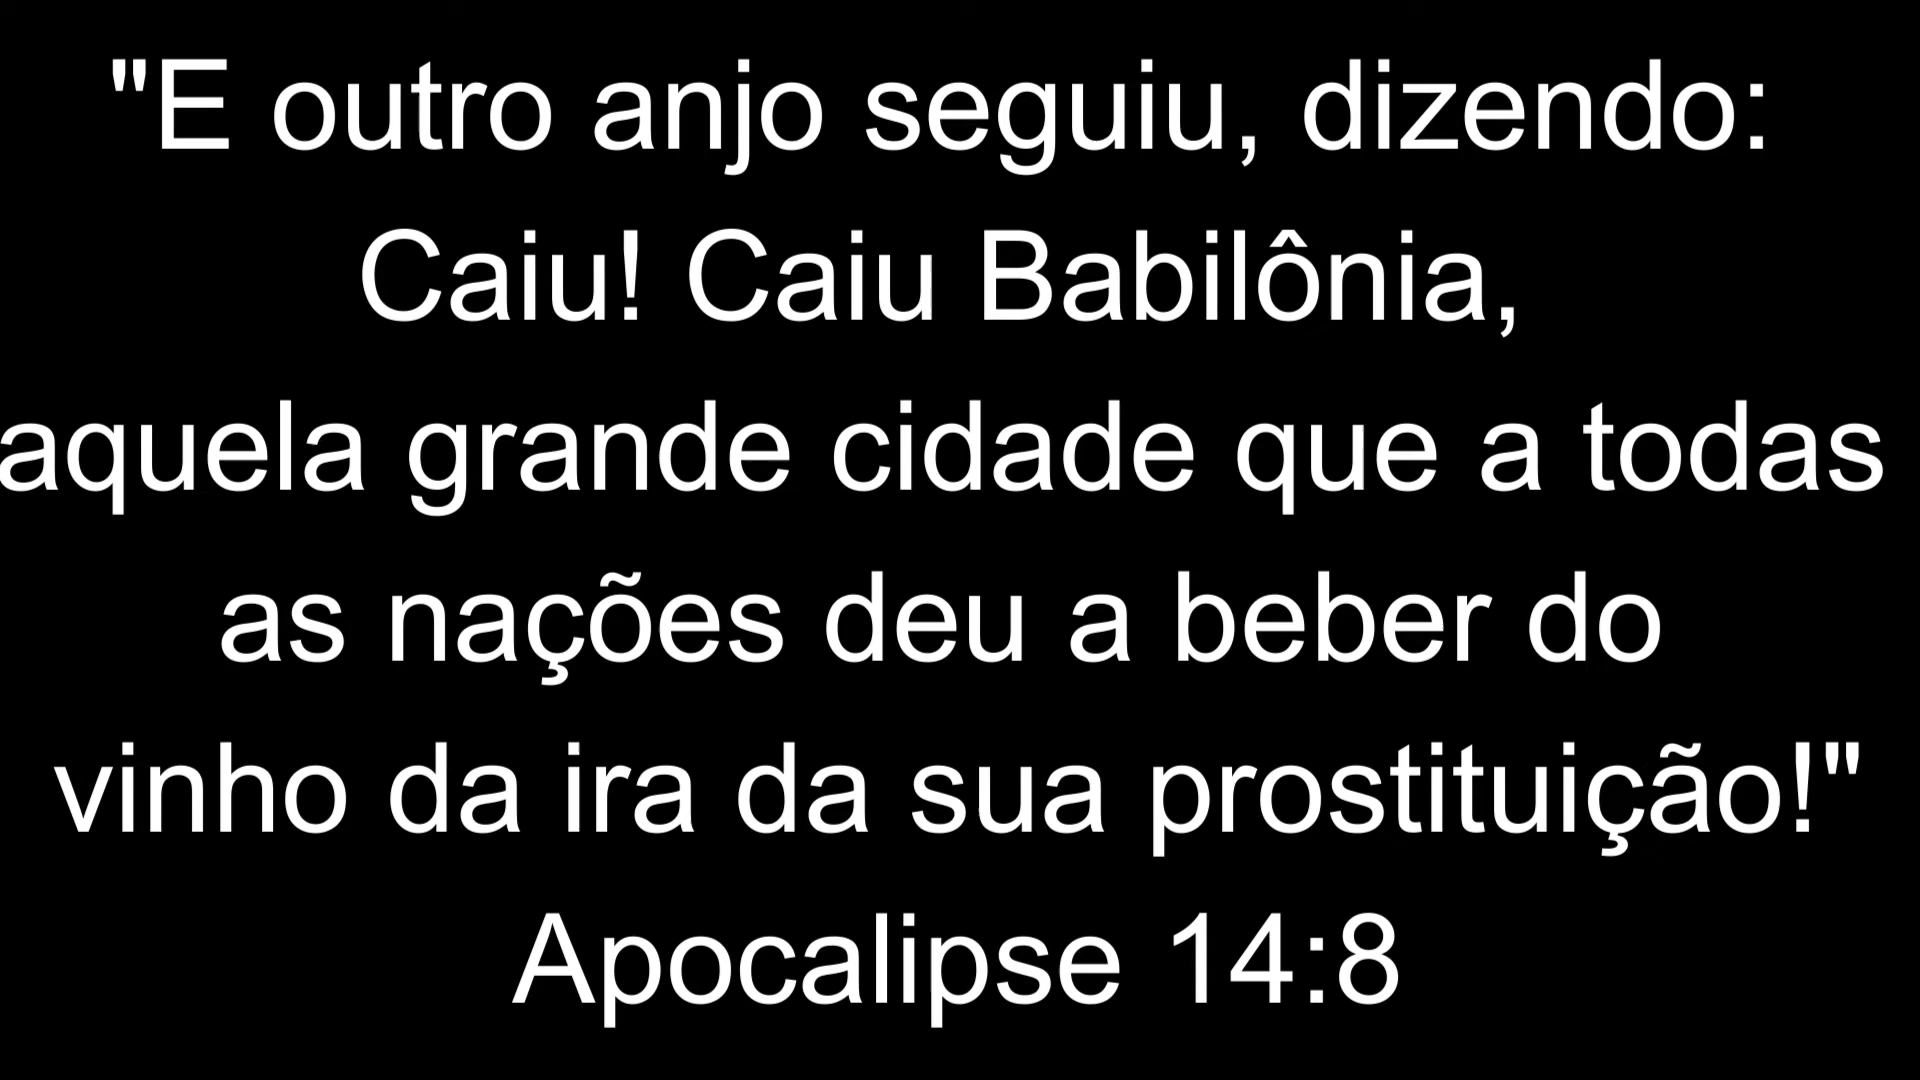 "E outro anjo seguiu, dizendo:
Caiu! Caiu Babilônia,
aquela grande cidade que a todas
as nações deu a beber do
vinho da ira da sua prostituição!"
Apocalipse 14:8